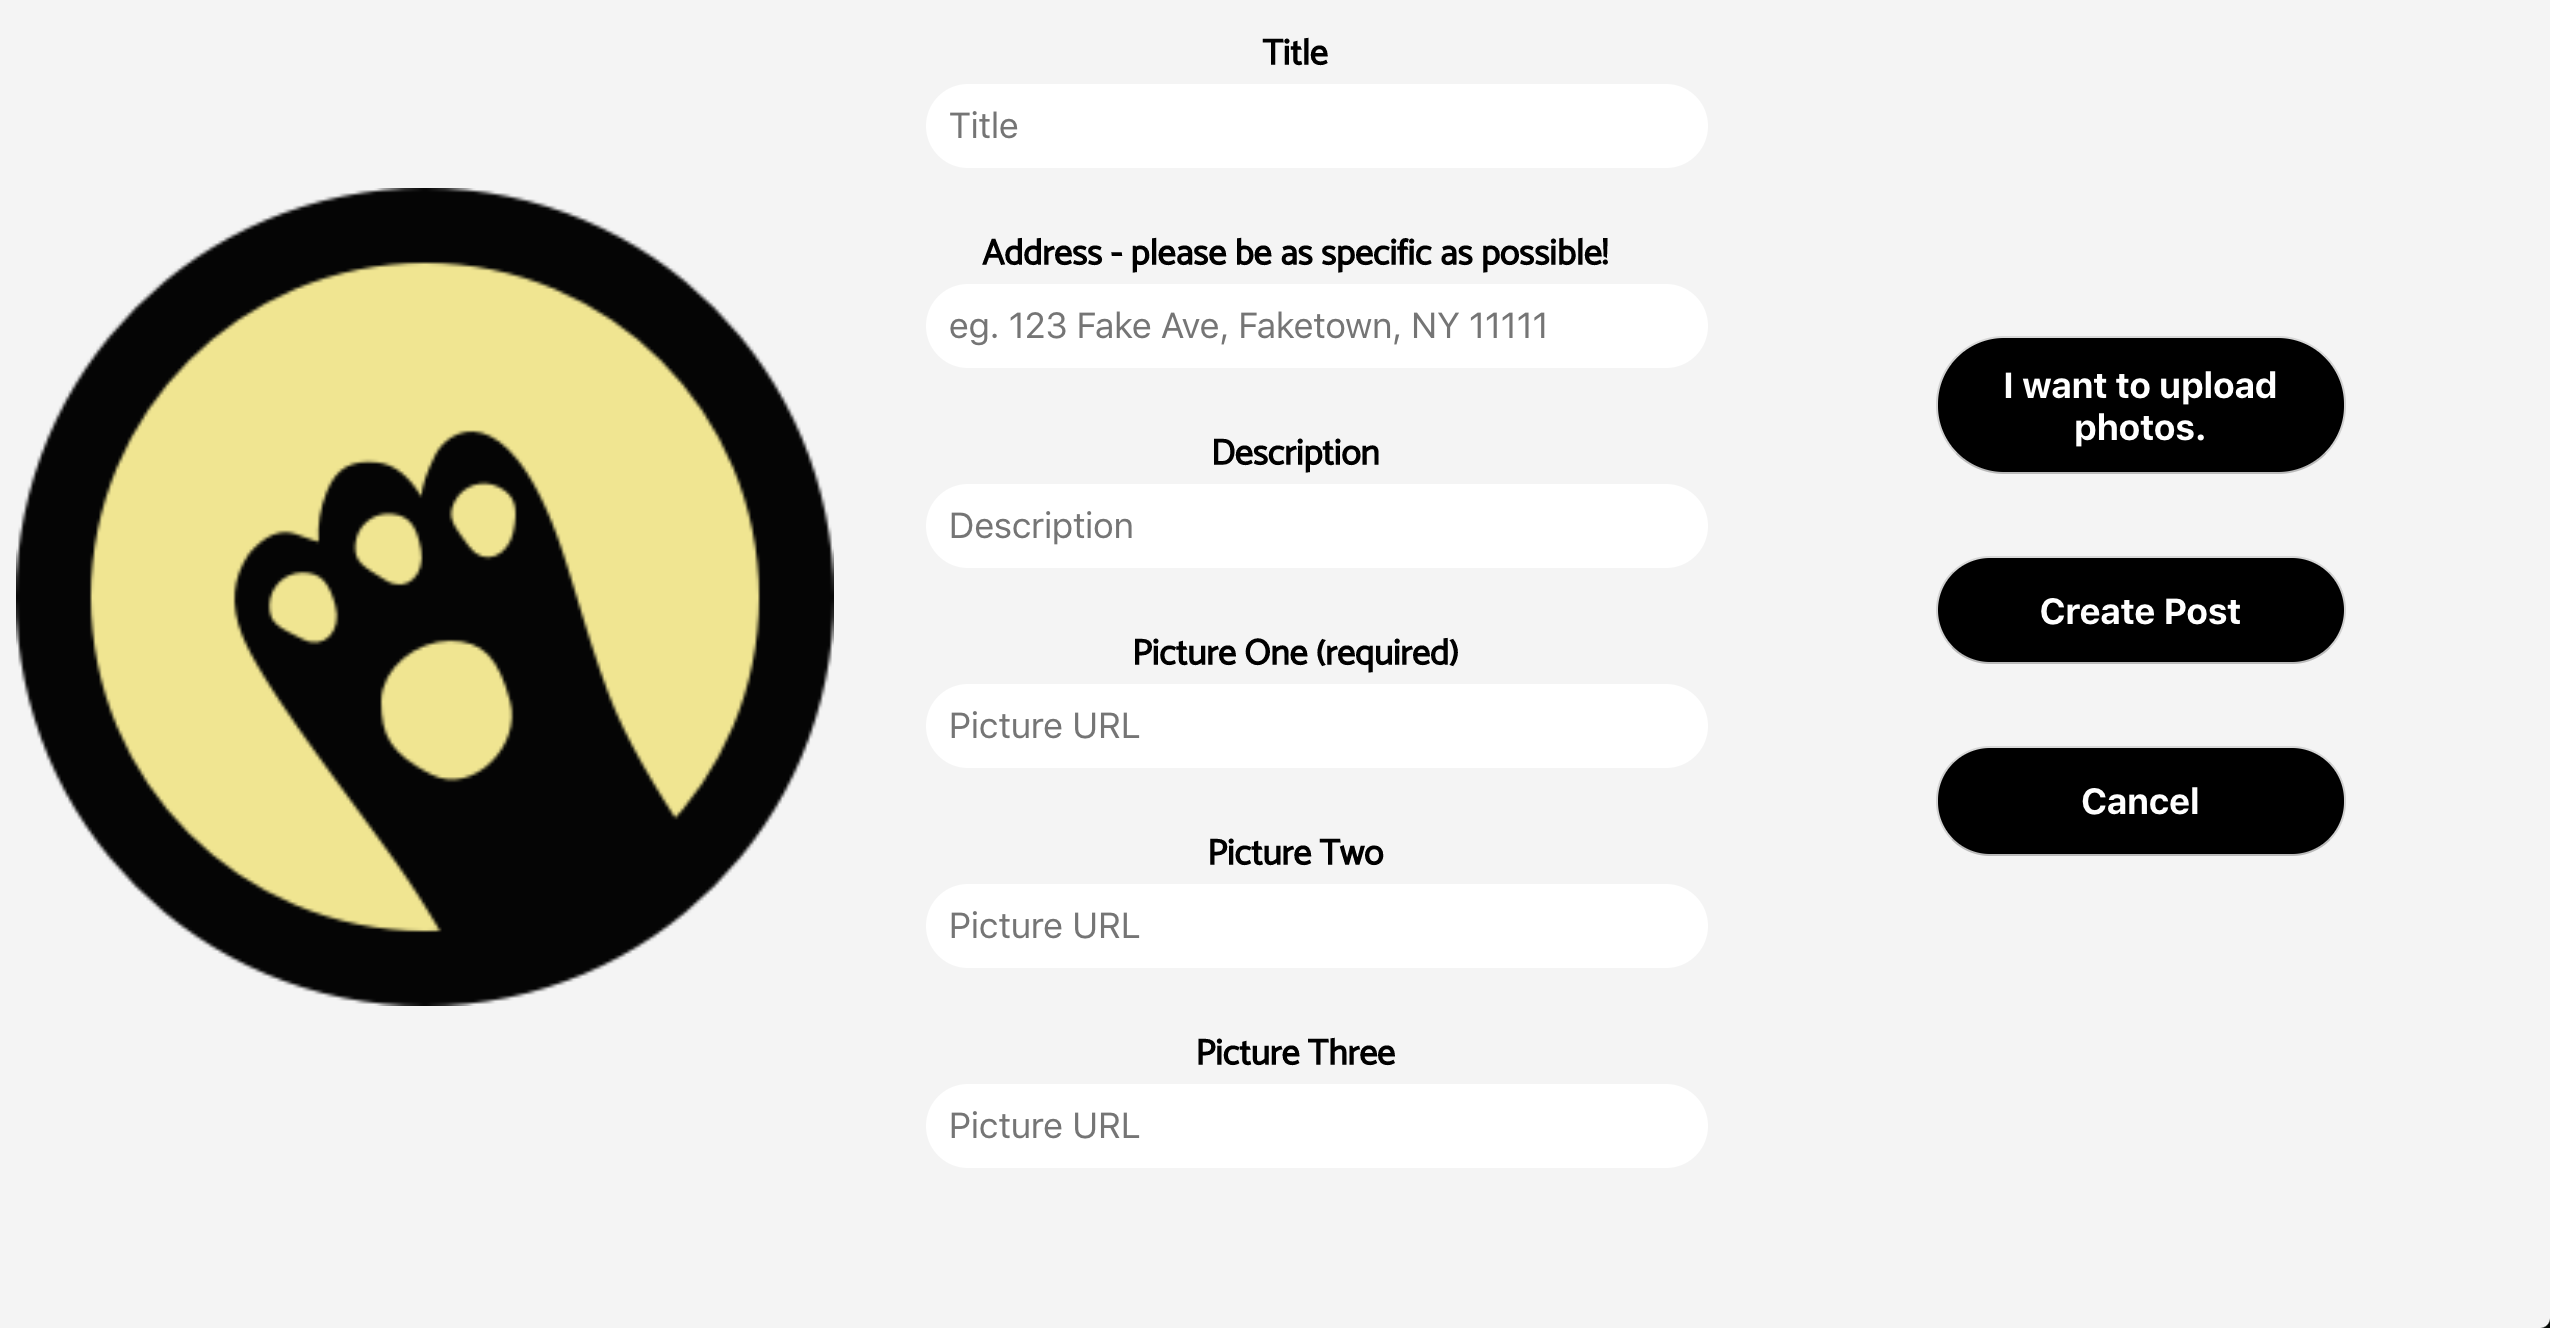 Title
Title
Address - please be as specific as possible!
eg. 123 Fake Ave, Faketown, NY 11111
Description
Description
Picture One (required)
Picture URL
Picture Two
Picture URL
Picture Three
Picture URL
I want to upload
photos.
Create Post
Cancel